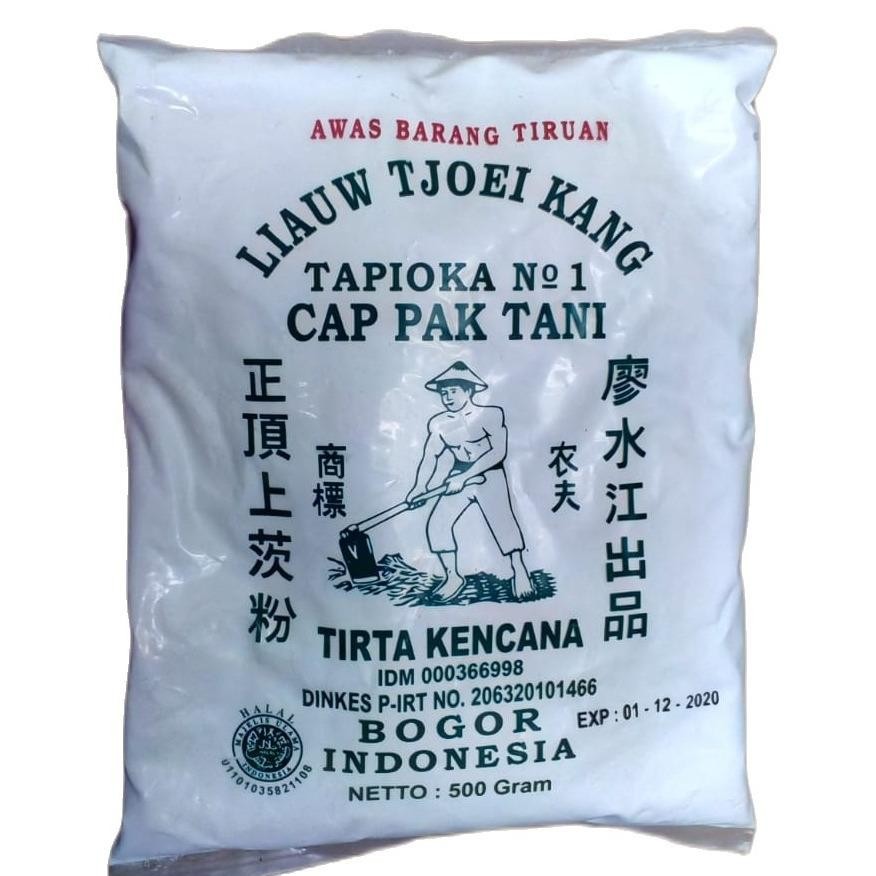 AWAS BARANG TIRUAN
LIAUW TJOEI KANG
TAPIOKA Nº 1
CAP PAK TANI
正頂上茨粉
商標
农夫
廖水江出品
TIRTA KENCANA
IDM 000366998
DINKES P-IRT NO. 206320101466
EXP : 01 - 12 - 2020
BOGOR
INDONESIA
NETTO : 500 Gram
HALAL
MAJELIS ULAMA
INDONESIA
01101035821108